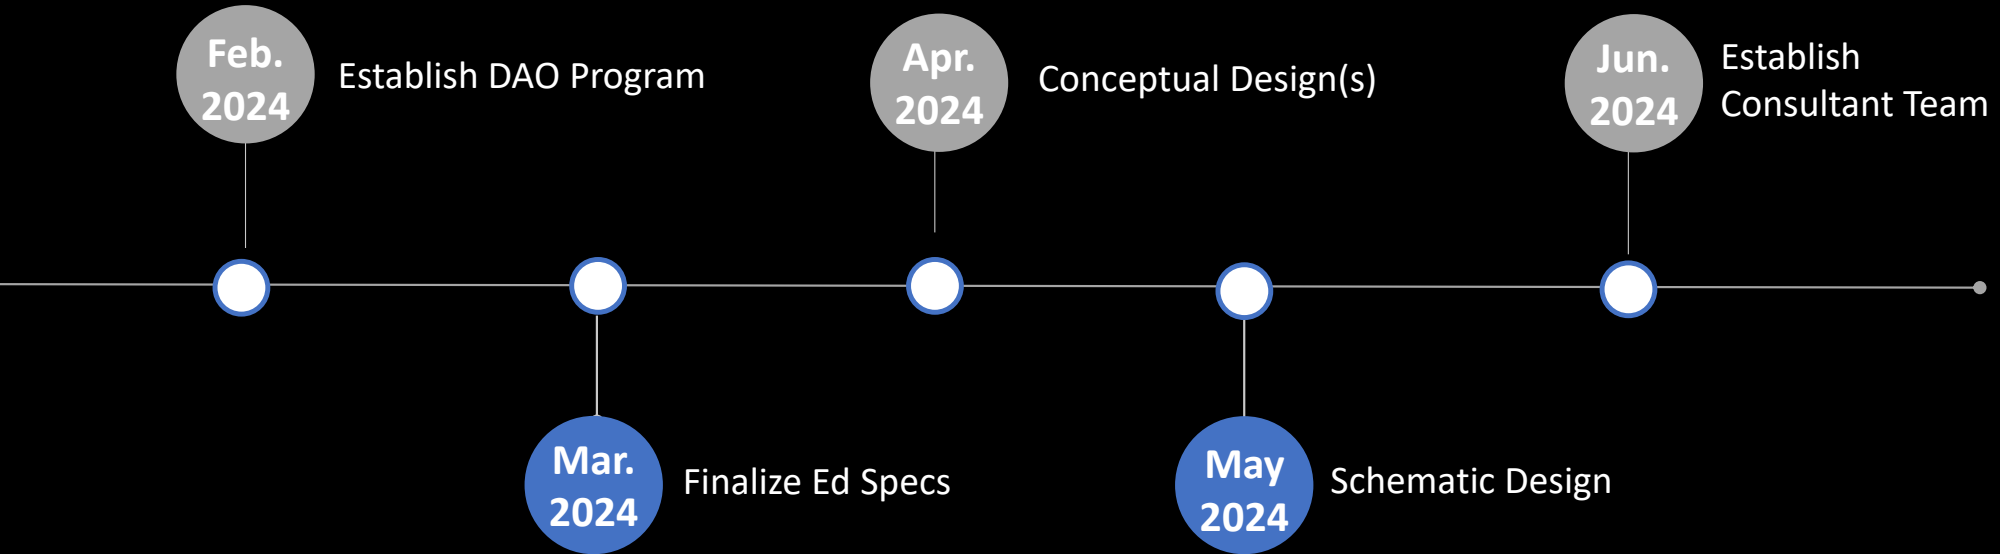 Feb.
2024
Establish DAO Program
Mar.
2024
Finalize Ed Specs
Apr.
2024
Conceptual Design(s)
May
2024
Schematic Design
Jun.
2024
Establish
Consultant Team